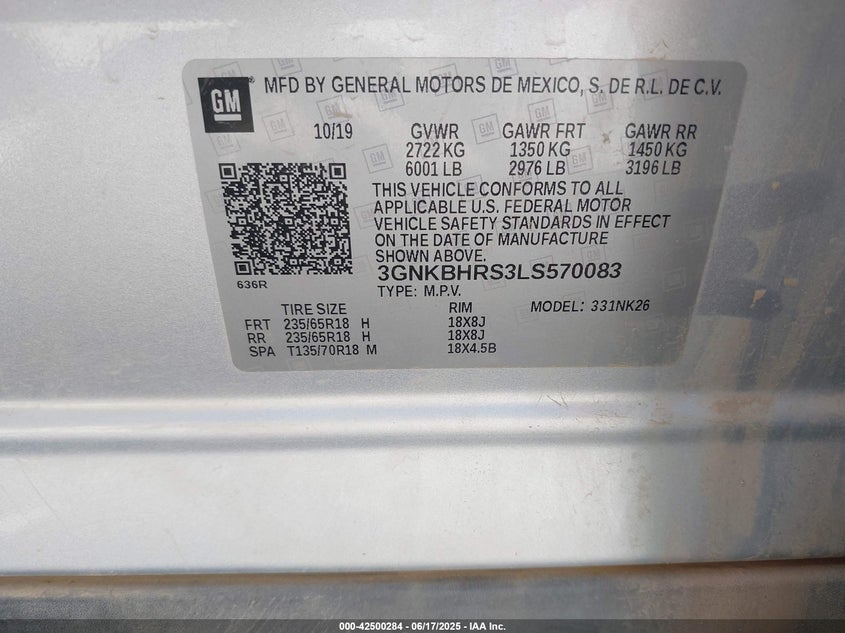 GM ® MFD BY GENERAL MOTORS DE MEXICO, S. DE R.L. DE C.V.
10/19 GVWR GAWR FRT GAWR RR
2722 KG 1350 KG 1450 KG
6001 LB 2976 LB 3196 LB
THIS VEHICLE CONFORMS TO ALL
APPLICABLE U.S. FEDERAL MOTOR
VEHICLE SAFETY STANDARDS IN EFFECT
ON THE DATE OF MANUFACTURE
SHOWN ABOVE.
3GNKBHRS3LS570083
636R TYPE: M.P.V.
TIRE SIZE RIM MODEL: 331NK26
FRT 235/65R18 H 18X8J
RR 235/65R18 H 18X8J
SPA T135/70R18 M 18X4.5B
000-42500284 - 06/17/2025 - IAA Inc.